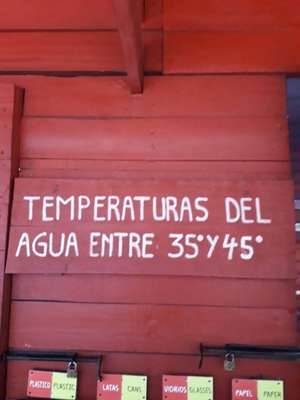 TEMPERATURAS DEL
AGUA ENTRE 35° Y 45°
PLASTICO PLASTIC
LATAS CANS
VIDRIOS GLASSES
PAPEL PAPER